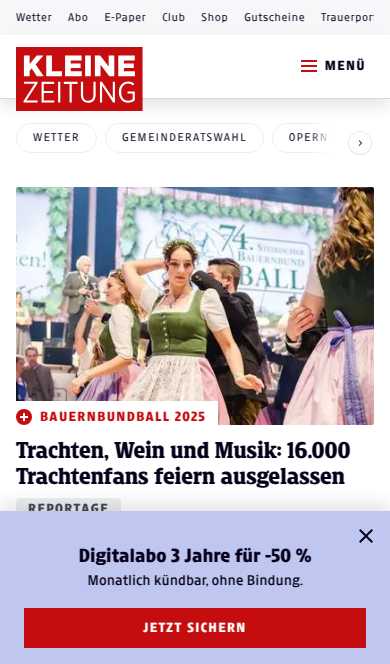 Wetter Abo E-Paper Club Shop Gutscheine Trauerport
KLEINE
ZEITUNG
MENÜ
WETTER GEMEINDERATSWAHL OPERN
74. STEIRISCHER
BAUERNBUND
BALL
BAUERNBUNDBALL 2025
Trachten, Wein und Musik: 16.000
Trachtenfans feiern ausgelassen
REPORTAGE
Digitalabo 3 Jahre für -50 %
Monatlich kündbar, ohne Bindung.
JETZT SICHERN